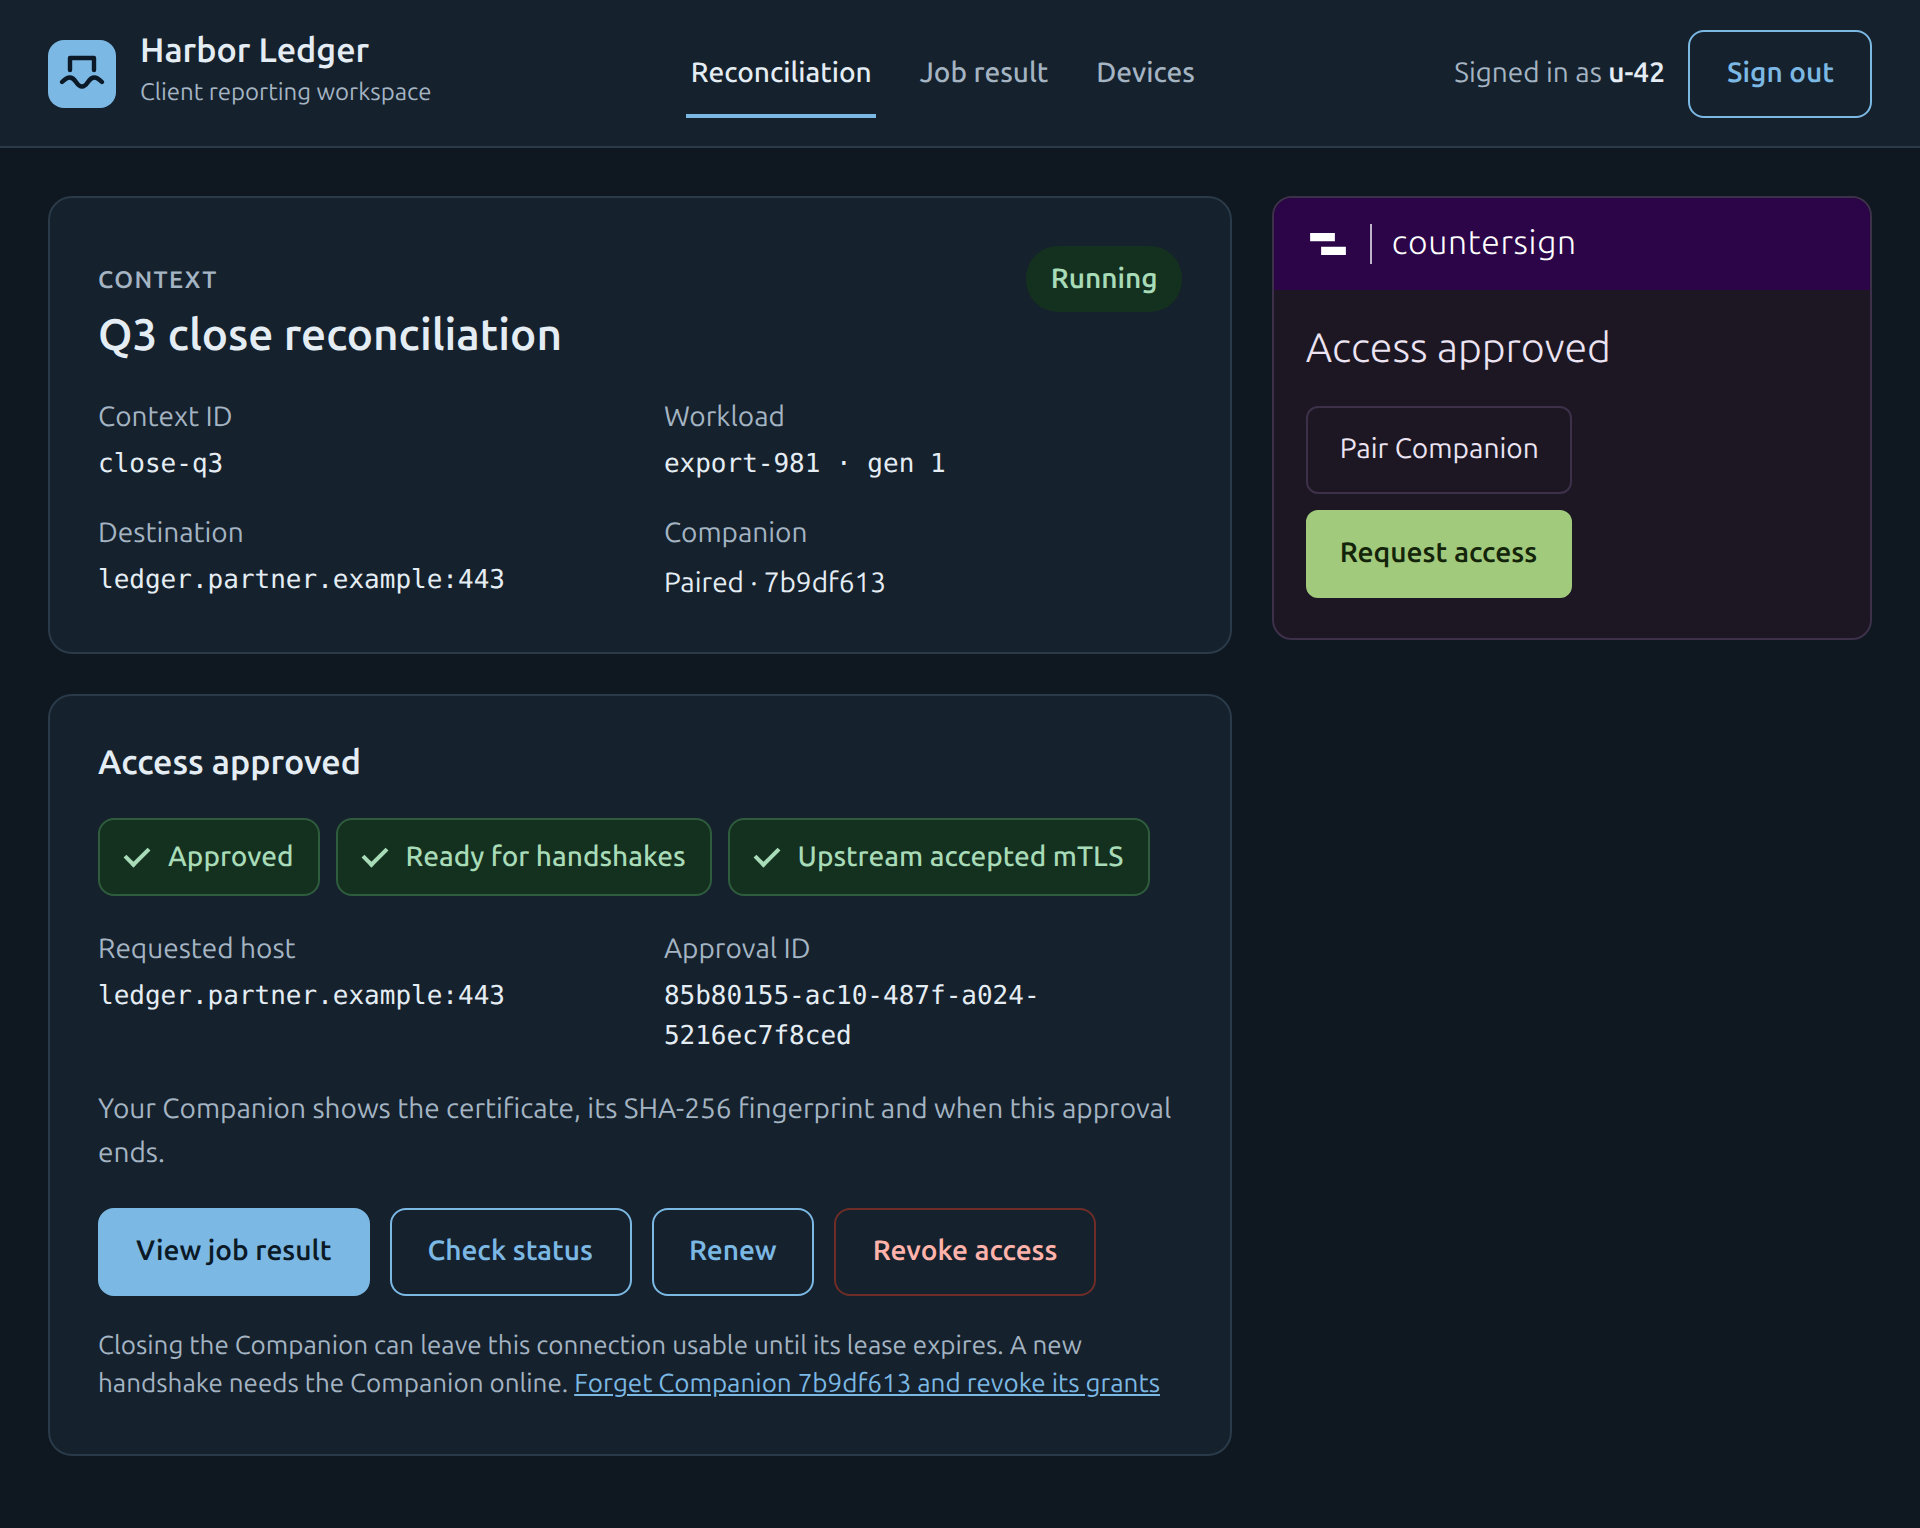 Harbor Ledger
Client reporting workspace
Reconciliation
Job result
Devices
Signed in as u-42
Sign out
CONTEXT
Running
Q3 close reconciliation
Context ID
close-q3
Workload
export-981 · gen 1
Destination
ledger.partner.example:443
Companion
Paired · 7b9df613
countersign
Access approved
Pair Companion
Request access
Access approved
Approved
Ready for handshakes
Upstream accepted mTLS
Requested host
ledger.partner.example:443
Approval ID
85b80155-ac10-487f-a024-
5216ec7f8ced
Your Companion shows the certificate, its SHA-256 fingerprint and when this approval
ends.
View job result
Check status
Renew
Revoke access
Closing the Companion can leave this connection usable until its lease expires. A new
handshake needs the Companion online. Forget Companion 7b9df613 and revoke its grants